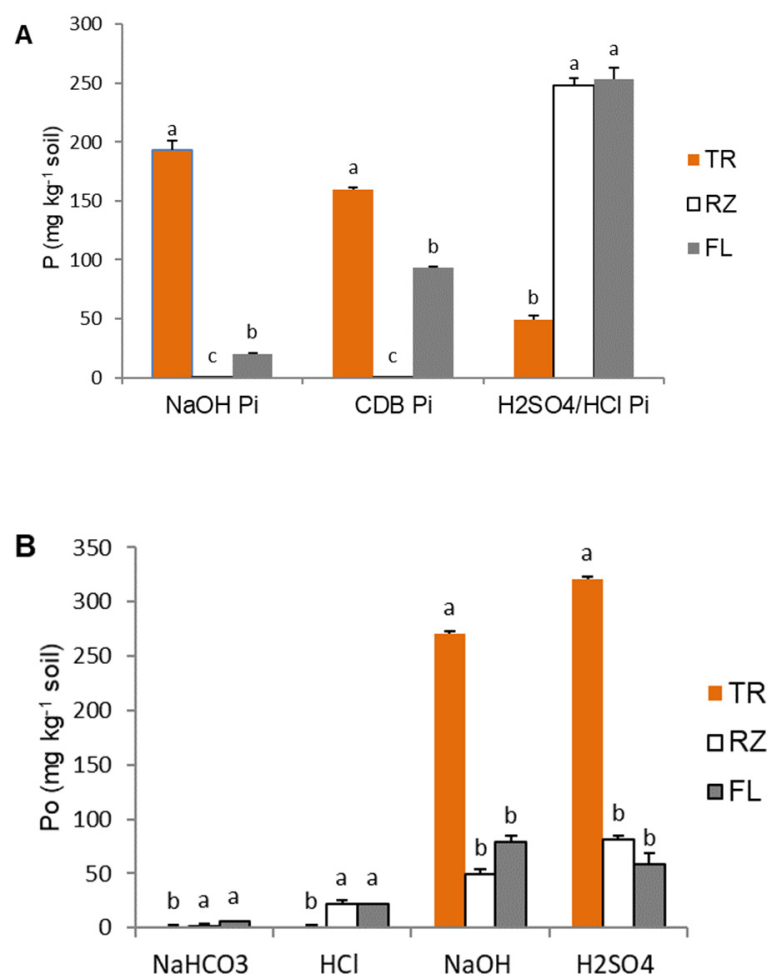 A
300
250
200
150
100
50
0
P (mg kg⁻¹ soil)
a
c
b
a
c
b
b
a
a
NaOH Pi
CDB Pi
H2SO4/HCl Pi
TR
RZ
FL
B
350
300
250
200
150
100
50
0
Po (mg kg⁻¹ soil)
b
a
a
b
a
a
a
b
b
a
b
b
NaHCO3
HCl
NaOH
H2SO4
TR
RZ
FL